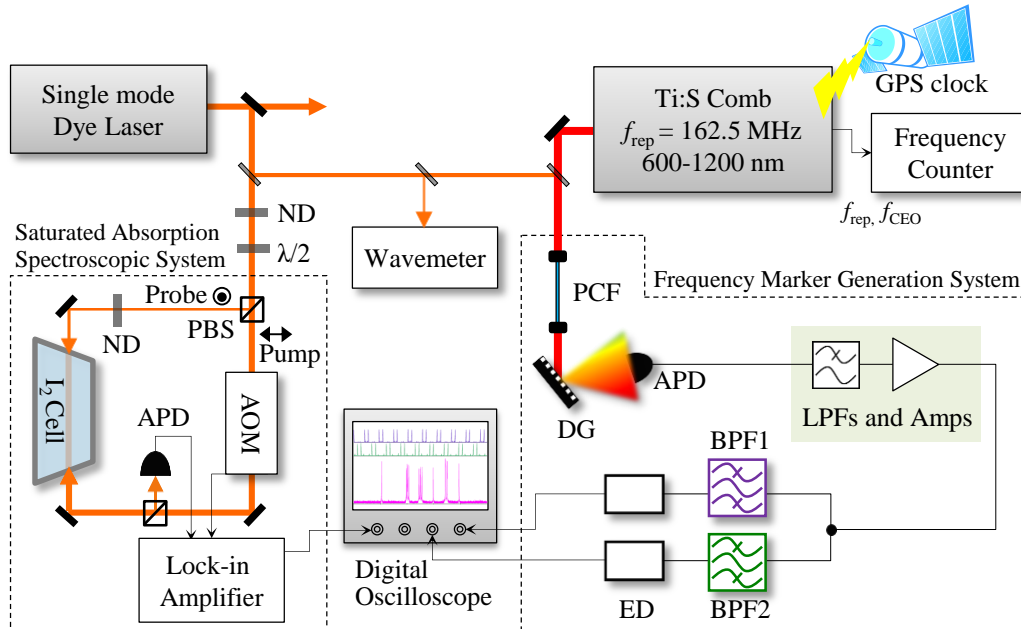 Single mode
Dye Laser
Ti:S Comb
f_rep = 162.5 MHz
600-1200 nm
GPS clock
Frequency
Counter
f_rep, f_CEO
ND
λ/2
Saturated Absorption
Spectroscopic System
Wavemeter
Frequency Marker Generation System
Probe
PBS
ND
Pump
PCF
I₂ Cell
AOM
APD
DG
APD
LPFs and Amps
BPF1
BPF2
ED
Lock-in
Amplifier
Digital
Oscilloscope